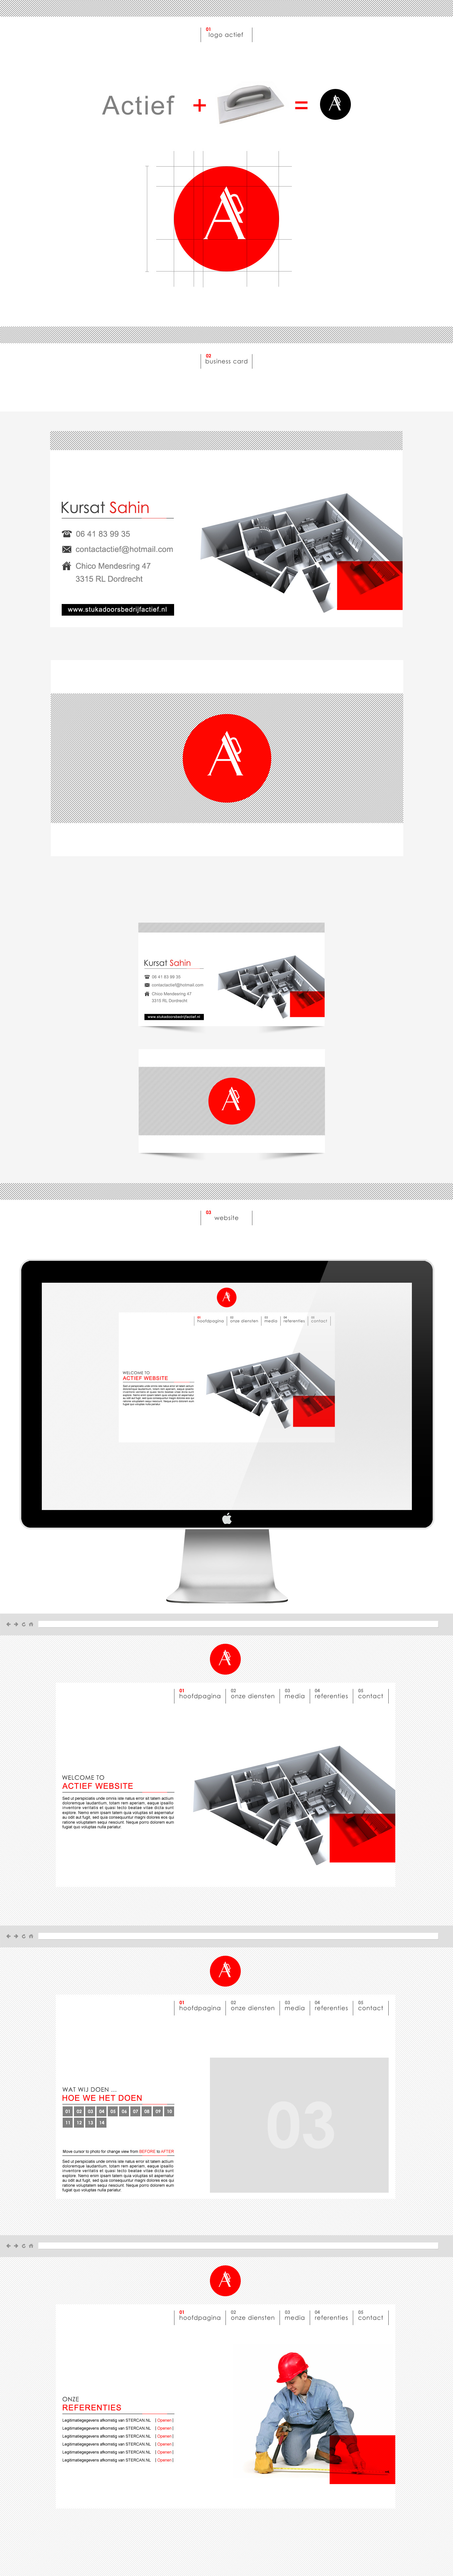 01
logo actief
Actief + =
02
business card
Kursat Sahin
06 41 83 99 35
contactactief@hotmail.com
Chico Mendesring 47
3315 RL Dordrecht
www.stukadoorsbedrijfactief.nl
Kursat Sahin
06 41 83 99 35
contactactief@hotmail.com
Chico Mendesring 47
3315 RL Dordrecht
www.stukadoorsbedrijfactief.nl
03
website
01 02 03 04 05
hoofdpagina onze diensten media referenties contact
WELCOME TO
ACTIEF WEBSITE
01 02 03 04 05
hoofdpagina onze diensten media referenties contact
WELCOME TO
ACTIEF WEBSITE
Sed ut perspiciatis unde omnis iste natus error sit latem actium
doloremque laudantium, totam rem aperiam, eaque ipsaillo
inventore veritatis et quasi tecto beatae vitae dicta sunt
explore. Nemo enim ipsam latem quia voluptas sit aspernatur
au odit aut fugit, sed quia consequuntur magni dolores eos qui
ratione voluptatem sequi nesciunt. Neque porro dolorem eum
fugiat quo voluptas nulla pariatur.
01 02 03 04 05
hoofdpagina onze diensten media referenties contact
WAT WIJ DOEN ...
HOE WE HET DOEN
01 02 03 04 05 06 07 08 09 10
11 12 13 14
03
Move cursor to photo for change view from BEFORE to AFTER
Sed ut perspiciatis unde omnis iste natus error sit latem actium
doloremque laudantium, totam rem aperiam, eaque ipsaillo
inventore veritatis et quasi tecto beatae vitae dicta sunt
explore. Nemo enim ipsam latem quia voluptas sit aspernatur
au odit aut fugit, sed quia consequuntur magni dolores eos qui
ratione voluptatem sequi nesciunt. Neque porro dolorem eum
fugiat quo voluptas nulla pariatur.
01 02 03 04 05
hoofdpagina onze diensten media referenties contact
ONZE
REFERENTIES
Legitimategegevens afkomstig van STERCAN.NL [ Openen ]
Legitimategegevens afkomstig van STERCAN.NL [ Openen ]
Legitimategegevens afkomstig van STERCAN.NL [ Openen ]
Legitimategegevens afkomstig van STERCAN.NL [ Openen ]
Legitimategegevens afkomstig van STERCAN.NL [ Openen ]
Legitimategegevens afkomstig van STERCAN.NL [ Openen ]